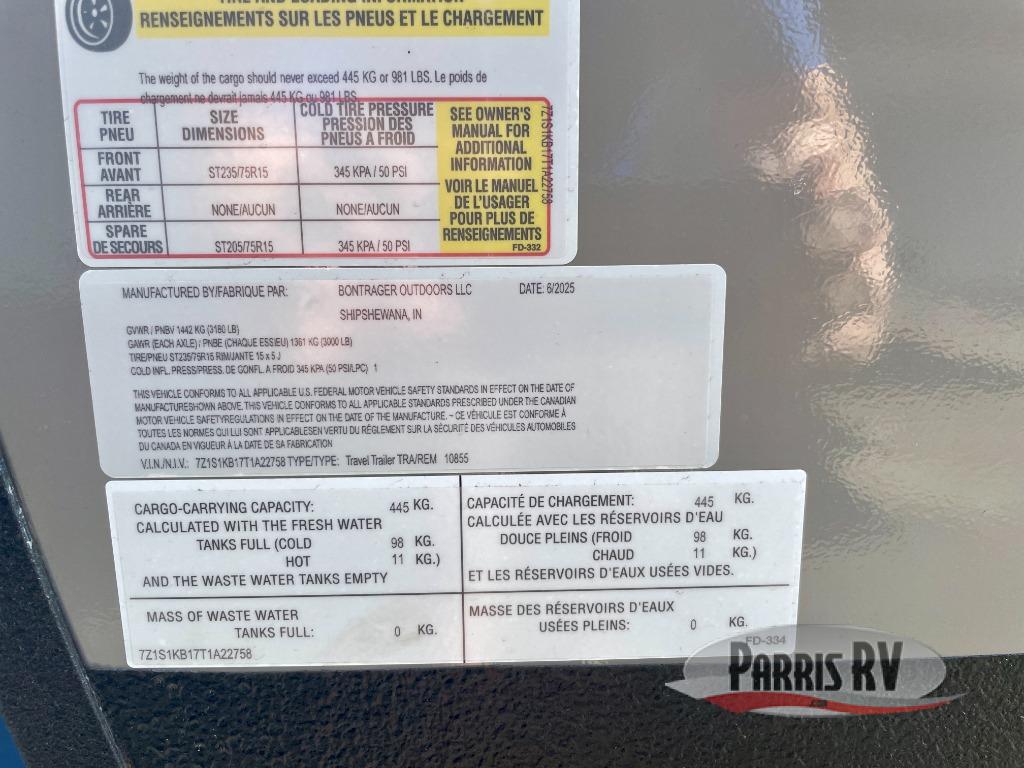 TIRE AND LOADING INFORMATION
RENSEIGNEMENTS SUR LES PNEUS ET LE CHARGEMENT
The weight of the cargo should never exceed 445 KG or 981 LBS. Le poids de
chargement ne devrait jamais 445 KG ou 981 LBS.
TIRE PNEU SIZE DIMENSIONS COLD TIRE PRESSURE PRESSION DES PNEUS A FROID
FRONT AVANT ST235/75R15 345 KPA / 50 PSI
REAR ARRIÈRE NONE/AUCUN NONE/AUCUN
SPARE DE SECOURS ST205/75R15 345 KPA / 50 PSI
SEE OWNER'S
MANUAL FOR
ADDITIONAL
INFORMATION
VOIR LE MANUEL
DE L'USAGER
POUR PLUS DE
RENSEIGNEMENTS
FD-332
7Z1S1KB17T1A22758
MANUFACTURED BY/FABRIQUE PAR: BONTRAGER OUTDOORS LLC DATE: 6/2025
SHIPSHEWANA, IN
GVWR / PNBV 1442 KG (3180 LB)
GAWR (EACH AXLE) / PNBE (CHAQUE ESSIEU) 1361 KG (3000 LB)
TIRE/PNEU ST235/75R15 RIM/JANTE 15 x 5 J
COLD INFL. PRESS/PRESS. DE GONFL. A FROID 345 KPA (50 PSI/LPC) 1
THIS VEHICLE CONFORMS TO ALL APPLICABLE U.S. FEDERAL MOTOR VEHICLE SAFETY STANDARDS IN EFFECT ON THE DATE OF
MANUFACTURESHOWN ABOVE. THIS VEHICLE CONFORMS TO ALL APPLICABLE STANDARDS PRESCRIBED UNDER THE CANADIAN
MOTOR VEHICLE SAFETYREGULATIONS IN EFFECT ON THE DATE OF THE MANUFACTURE. ~ CE VÉHICULE EST CONFORME À
TOUTES LES NORMES QUI LUI SONT APPLICABLESEN VERTU DU RÈGLEMENT SUR LA SÉCURITÉ DES VÉHICULES AUTOMOBILES
DU CANADA EN VIGUEUR À LA DATE DE SA FABRICATION
V.I.N./N.I.V.: 7Z1S1KB17T1A22758 TYPE/TYPE: Travel Trailer TRA/REM 10855
CARGO-CARRYING CAPACITY: 445 KG.
CALCULATED WITH THE FRESH WATER
TANKS FULL (COLD 98 KG.
HOT 11 KG.)
AND THE WASTE WATER TANKS EMPTY
MASS OF WASTE WATER
TANKS FULL: 0 KG.
7Z1S1KB17T1A22758
CAPACITÉ DE CHARGEMENT: 445 KG.
CALCULÉE AVEC LES RÉSERVOIRS D'EAU
DOUCE PLEINS (FROID 98 KG.
CHAUD 11 KG.)
ET LES RÉSERVOIRS D'EAUX USÉES VIDES.
MASSE DES RÉSERVOIRS D'EAUX
USÉES PLEINS: 0 KG.
FD-334
PARRIS RV
.com